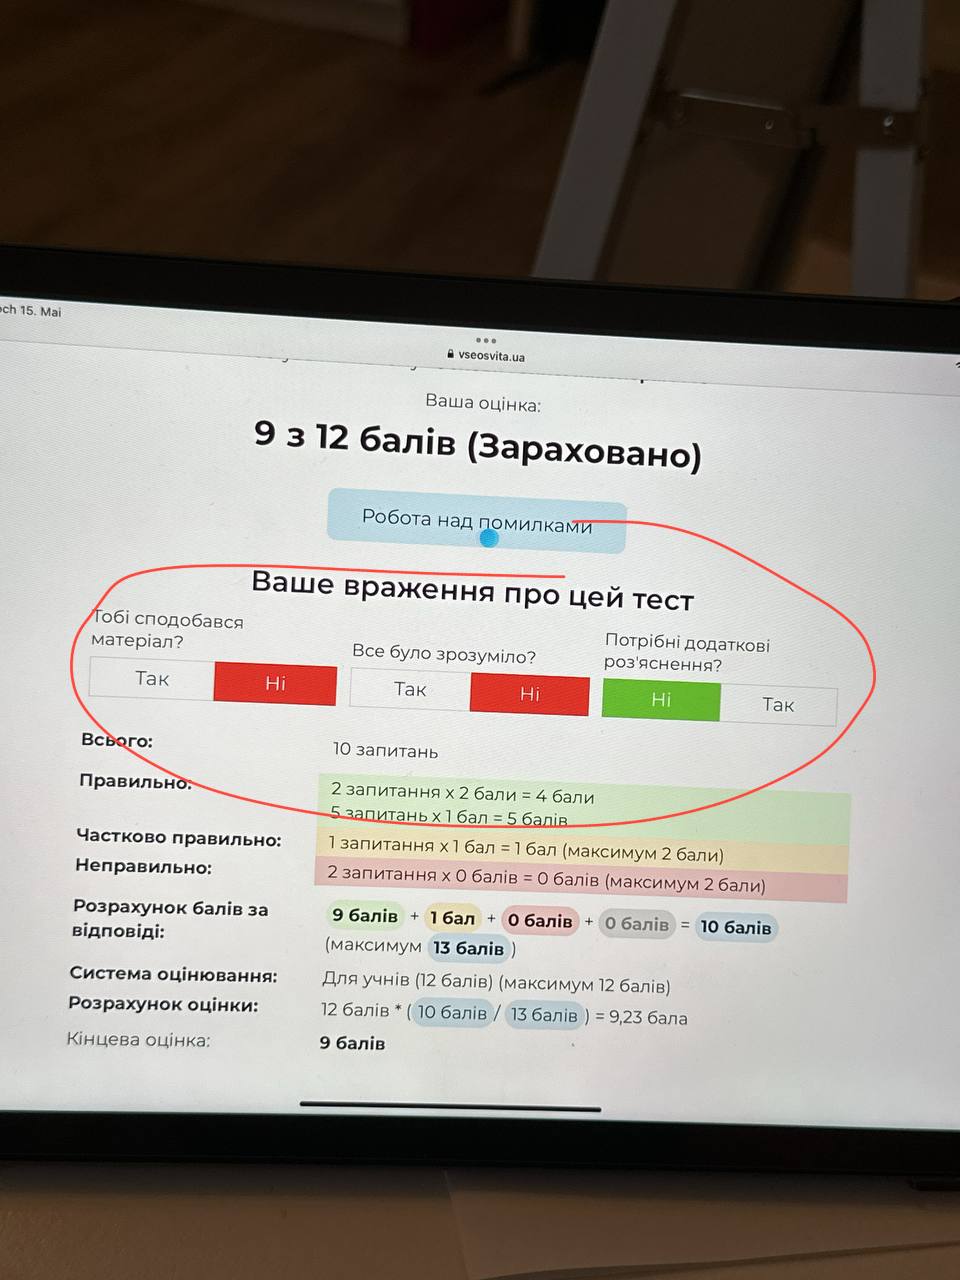 och 15. Mai
vseosvita.ua
Ваша оцінка:
9 з 12 балів (Зараховано)
Робота над помилками
Ваше враження про цей тест
Тобі сподобався
матеріал?
Так Ні
Все було зрозуміло?
Так Ні
Потрібні додаткові
роз'яснення?
Ні Так
Всього: 10 запитань
Правильно: 2 запитання x 2 бали = 4 бали
5 запитань x 1 бал = 5 балів
Частково правильно: 1 запитання x 1 бал = 1 бал (максимум 2 бали)
Неправильно: 2 запитання x 0 балів = 0 балів (максимум 2 бали)
Розрахунок балів за
відповіді:
9 балів + 1 бал + 0 балів + 0 балів = 10 балів
(максимум 13 балів )
Система оцінювання: Для учнів (12 балів) (максимум 12 балів)
Розрахунок оцінки: 12 балів * ( 10 балів / 13 балів ) = 9,23 бала
Кінцева оцінка: 9 балів